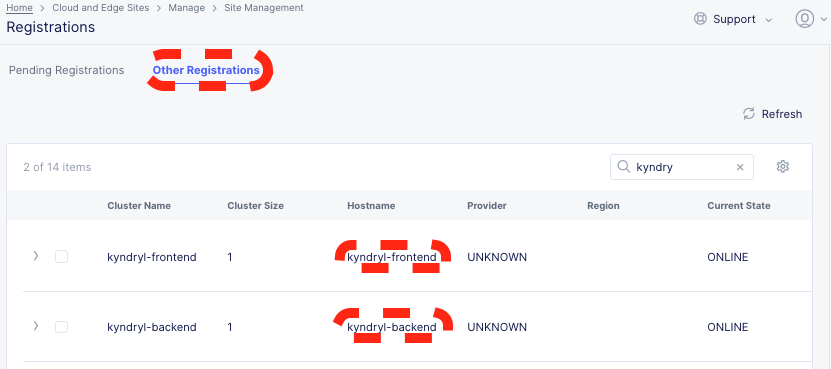 Home > Cloud and Edge Sites > Manage > Site Management
Registrations
Support
Pending Registrations
Other Registrations
Refresh
2 of 14 items
kyndry
Cluster Name Cluster Size Hostname Provider Region Current State
kyndryl-frontend 1 kyndryl-frontend UNKNOWN ONLINE
kyndryl-backend 1 kyndryl-backend UNKNOWN ONLINE